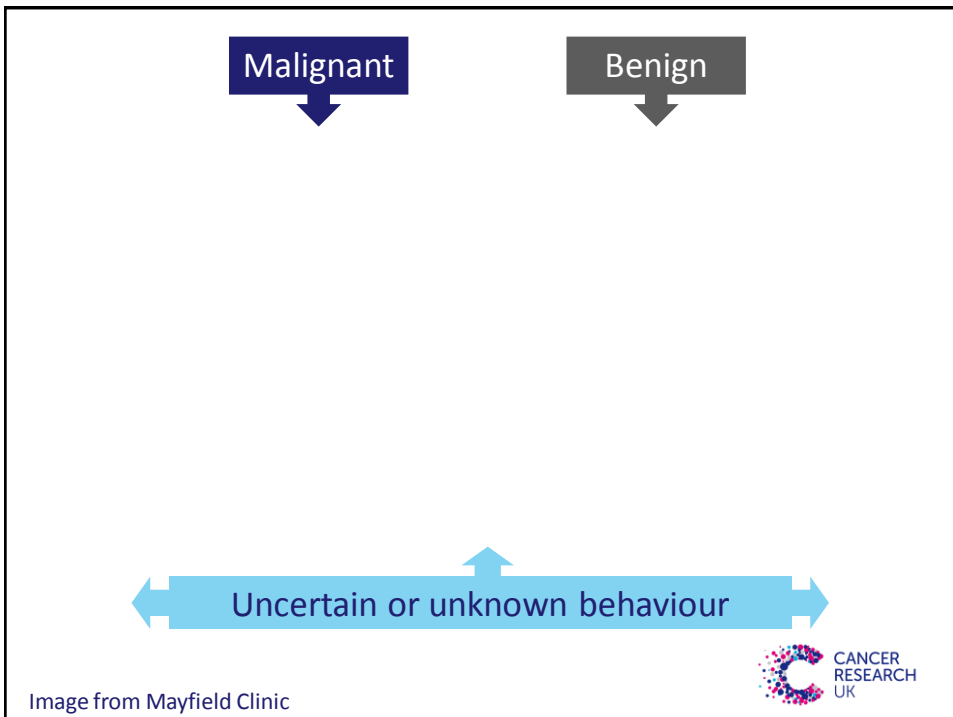 Malignant
Benign
Uncertain or unknown behaviour
CANCER
RESEARCH
UK
Image from Mayfield Clinic